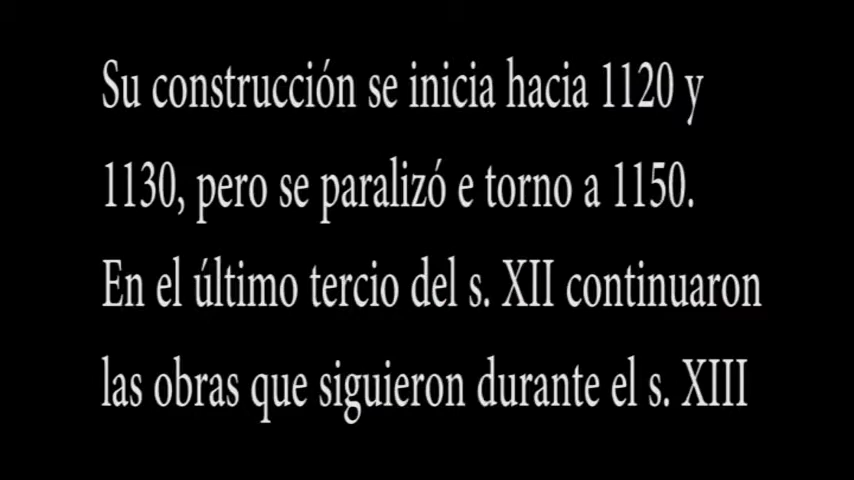 Su construcción se inicia hacia 1120 y
1130, pero se paralizó e torno a 1150.
En el último tercio del s. XII continuaron
las obras que siguieron durante el s. XIII